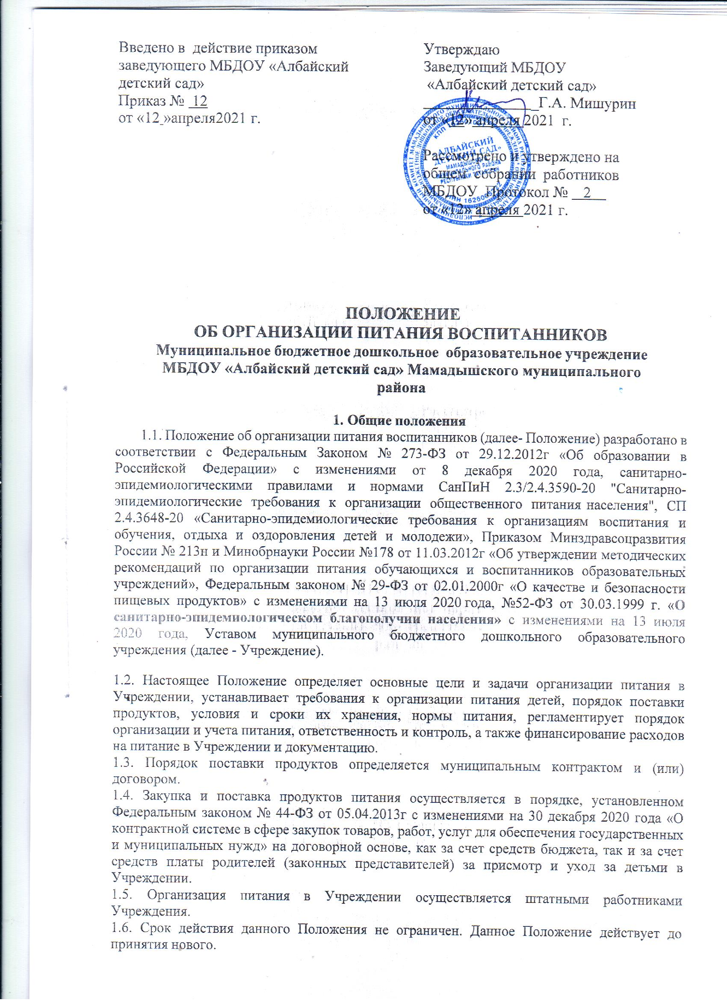 Введено в действие приказом
заведующего МБДОУ «Албайский
детский сад»
Приказ № 12
от «12 »апреля2021 г.
Утверждаю
Заведующий МБДОУ
«Албайский детский сад»
_______________Г.А. Мишурин
от «12» апреля 2021 г.
Рассмотрено и утверждено на
общем собрании работников
МБДОУ Протокол № 2
от «12» апреля 2021 г.
АЛБАЙСКИЙ
ДЕТСКИЙ САД»
МАМАДЫШСКОГО
МУНИЦИПАЛЬНОГО РАЙОНА
РЕСПУБЛИКИ ТАТАРСТАН
ПОЛОЖЕНИЕ
ОБ ОРГАНИЗАЦИИ ПИТАНИЯ ВОСПИТАННИКОВ
Муниципальное бюджетное дошкольное образовательное учреждение
МБДОУ «Албайский детский сад» Мамадышского муниципального
района
1. Общие положения
1.1. Положение об организации питания воспитанников (далее- Положение) разработано в
соответствии с Федеральным Законом № 273-ФЗ от 29.12.2012г «Об образовании в
Российской Федерации» с изменениями от 8 декабря 2020 года, санитарно-
эпидемиологическими правилами и нормами СанПиН 2.3/2.4.3590-20 "Санитарно-
эпидемиологические требования к организации общественного питания населения", СП
2.4.3648-20 «Санитарно-эпидемиологические требования к организациям воспитания и
обучения, отдыха и оздоровления детей и молодежи», Приказом Минздравсоцразвития
России № 213н и Минобрнауки России №178 от 11.03.2012г «Об утверждении методических
рекомендаций по организации питания обучающихся и воспитанников образовательных
учреждений», Федеральным законом № 29-ФЗ от 02.01.2000г «О качестве и безопасности
пищевых продуктов» с изменениями на 13 июля 2020 года, №52-ФЗ от 30.03.1999 г. «О
санитарно-эпидемиологическом благополучии населения» с изменениями на 13 июля
2020 года, Уставом муниципального бюджетного дошкольного образовательного
учреждения (далее - Учреждение).
1.2. Настоящее Положение определяет основные цели и задачи организации питания в
Учреждении, устанавливает требования к организации питания детей, порядок поставки
продуктов, условия и сроки их хранения, нормы питания, регламентирует порядок
организации и учета питания, ответственность и контроль, а также финансирование расходов
на питание в Учреждении и документацию.
1.3. Порядок поставки продуктов определяется муниципальным контрактом и (или)
договором.
1.4. Закупка и поставка продуктов питания осуществляется в порядке, установленном
Федеральным законом № 44-ФЗ от 05.04.2013г с изменениями на 30 декабря 2020 года «О
контрактной системе в сфере закупок товаров, работ, услуг для обеспечения государственных
и муниципальных нужд» на договорной основе, как за счет средств бюджета, так и за счет
средств платы родителей (законных представителей) за присмотр и уход за детьми в
Учреждении.
1.5. Организация питания в Учреждении осуществляется штатными работниками
Учреждения.
1.6. Срок действия данного Положения не ограничен. Данное Положение действует до
принятия нового.